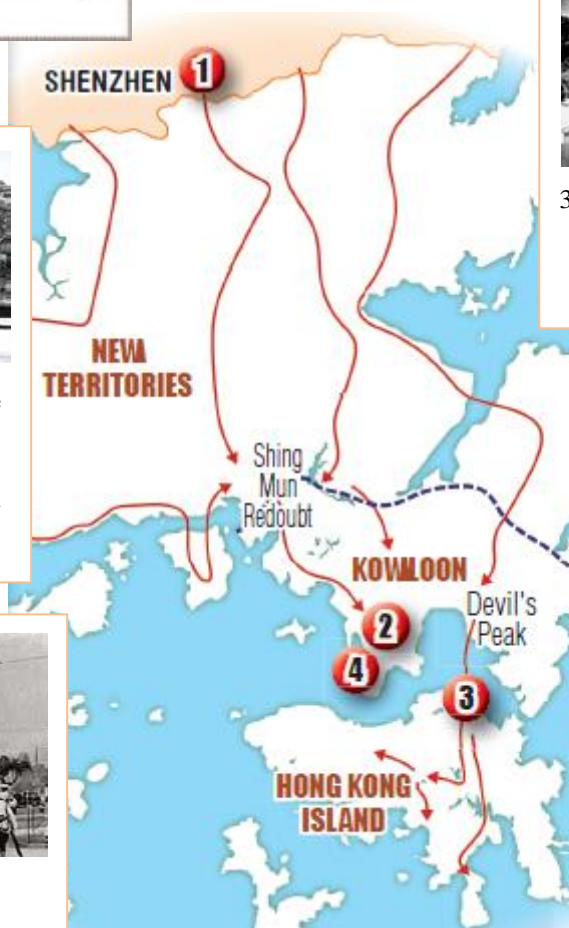 SHENZHEN 1
3
NEW
TERRITORIES
Shing
Mun
Redoubt
KOWLOON
Devil's
Peak
2
4
3
HONG KONG
ISLAND